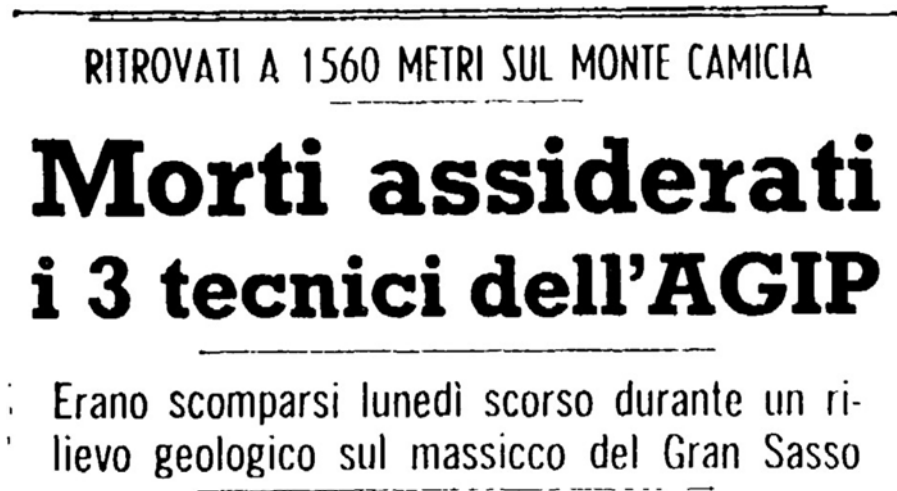 RITROVATI A 1560 METRI SUL MONTE CAMICIA
Morti assiderati
i 3 tecnici dell'AGIP
Erano scomparsi lunedì scorso durante un ri-
lievo geologico sul massicco del Gran Sasso